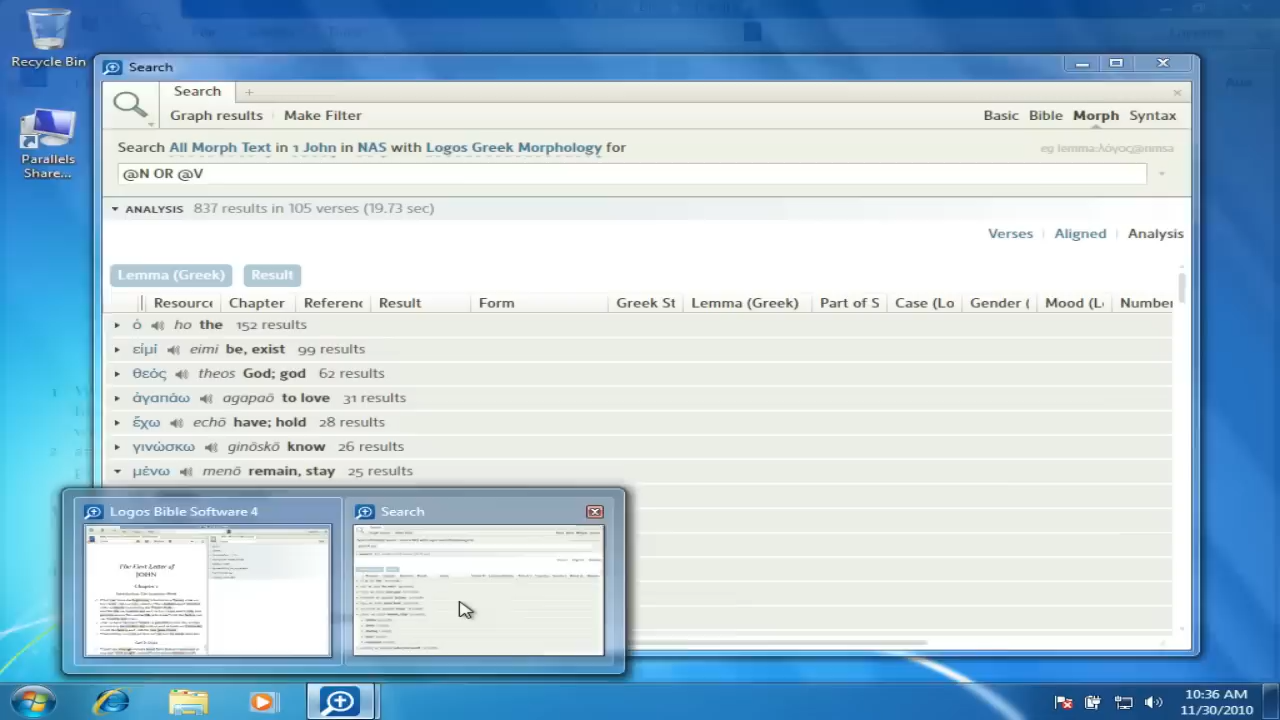 Recycle Bin
Parallels
Share...
Search
Search +
Graph results Make Filter
Basic Bible Morph Syntax
Search All Morph Text in 1 John in NAS with Logos Greek Morphology for
eg lemma:λόγος@nmsa
@N OR @V
ANALYSIS 837 results in 105 verses (19.73 sec)
Verses Aligned Analysis
Lemma (Greek) Result
Resourc Chapter Referenc Result Form Greek St Lemma (Greek) Part of S Case (Lo Gender ( Mood (L Number
ὁ ho the 152 results
εἰμί eimi be, exist 99 results
θεός theos God; god 62 results
ἀγαπάω agapaō to love 31 results
ἔχω echō have; hold 28 results
γινώσκω ginōskō know 26 results
μένω menō remain, stay 25 results
Logos Bible Software 4
Search
The First Letter of
JOHN
Chapter 1
10:36 AM
11/30/2010